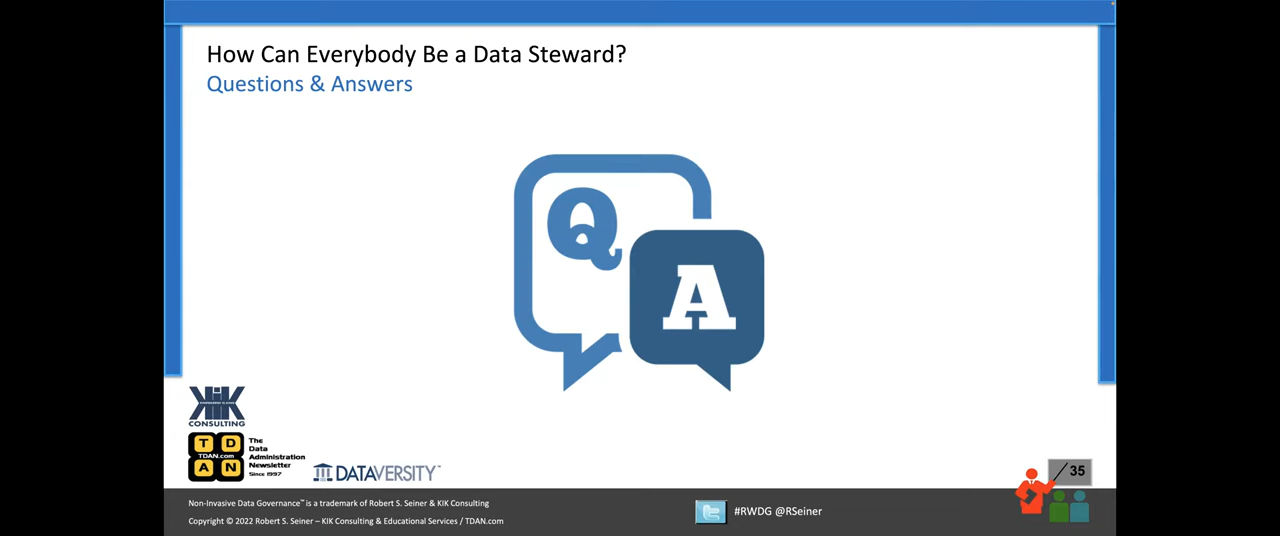 How Can Everybody Be a Data Steward?
Questions & Answers
Q
A
KIK
CONSULTING
T D
TDAN.com
A N
The
Data
Administration
Newsletter
Since 1997
DATAVERSITY™
/ 35
Non-Invasive Data Governance™ is a trademark of Robert S. Seiner & KIK Consulting
Copyright © 2022 Robert S. Seiner – KIK Consulting & Educational Services / TDAN.com
#RWDG @RSeiner